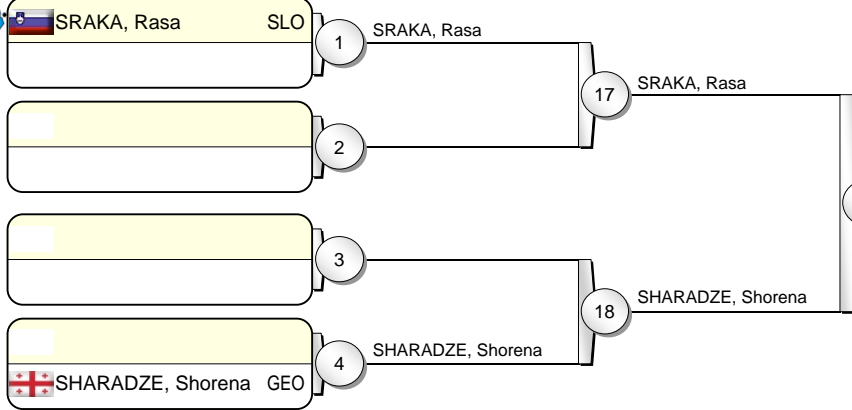 SRAKA, Rasa SLO
1
SRAKA, Rasa
17
SRAKA, Rasa
2
3
18
SHARADZE, Shorena
4
SHARADZE, Shorena
SHARADZE, Shorena GEO